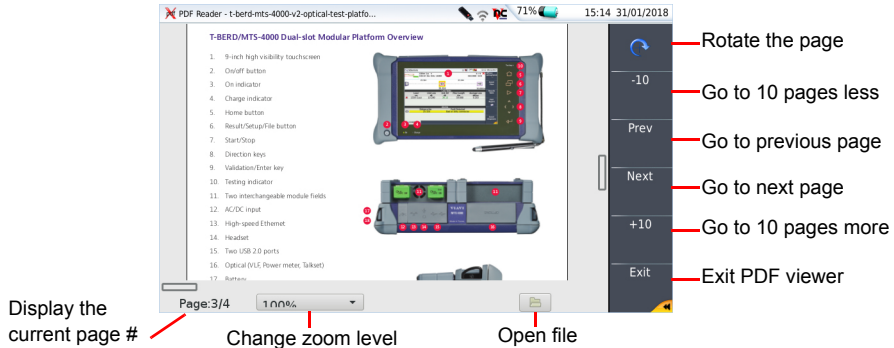 PDF Reader - t-berd-mts-4000-v2-optical-test-platfo...
71%
15:14 31/01/2018
T-BERD/MTS-4000 Dual-slot Modular Platform Overview
1. 9-inch high visibility touchscreen
2. On/off button
3. On indicator
4. Charge indicator
5. Home button
6. Result/Setup/File button
7. Start/Stop
8. Direction keys
9. Validation/Enter key
10. Testing indicator
11. Two interchangeable module fields
12. AC/DC input
13. High-speed Ethernet
14. Headset
15. Two USB 2.0 ports
16. Optical (VLF, Power meter, Talkset)
17. Battery
Page:3/4
100%
-10
Prev
Next
+10
Exit
Rotate the page
Go to 10 pages less
Go to previous page
Go to next page
Go to 10 pages more
Exit PDF viewer
Display the
current page #
Change zoom level
Open file